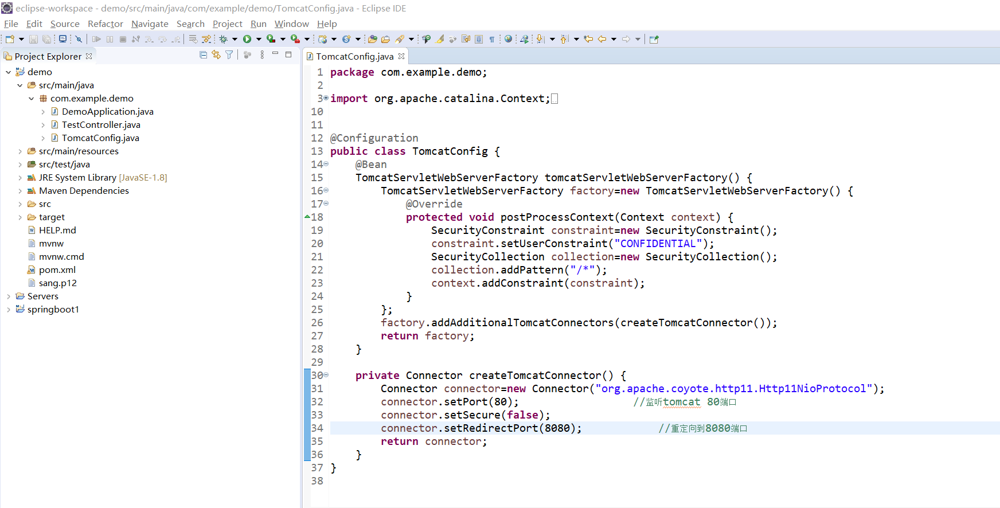 eclipse-workspace - demo/src/main/java/com/example/demo/TomcatConfig.java - Eclipse IDE
File Edit Source Refactor Navigate Search Project Run Window Help
Project Explorer
demo
src/main/java
com.example.demo
DemoApplication.java
TestController.java
TomcatConfig.java
src/main/resources
src/test/java
JRE System Library [JavaSE-1.8]
Maven Dependencies
src
target
HELP.md
mvnw
mvnw.cmd
pom.xml
sang.p12
Servers
springboot1
TomcatConfig.java
1 package com.example.demo;
2
3 import org.apache.catalina.Context;
10
11
12 @Configuration
13 public class TomcatConfig {
14 @Bean
15 TomcatServletWebServerFactory tomcatServletWebServerFactory() {
16 TomcatServletWebServerFactory factory=new TomcatServletWebServerFactory() {
17 @Override
18 protected void postProcessContext(Context context) {
19 SecurityConstraint constraint=new SecurityConstraint();
20 constraint.setUserConstraint("CONFIDENTIAL");
21 SecurityCollection collection=new SecurityCollection();
22 collection.addPattern("/*");
23 context.addConstraint(constraint);
24 }
25 };
26 factory.addAdditionalTomcatConnectors(createTomcatConnector());
27 return factory;
28 }
29
30 private Connector createTomcatConnector() {
31 Connector connector=new Connector("org.apache.coyote.http11.Http11NioProtocol");
32 connector.setPort(80); //监听tomcat 80端口
33 connector.setSecure(false);
34 connector.setRedirectPort(8080); //重定向到8080端口
35 return connector;
36 }
37 }
38